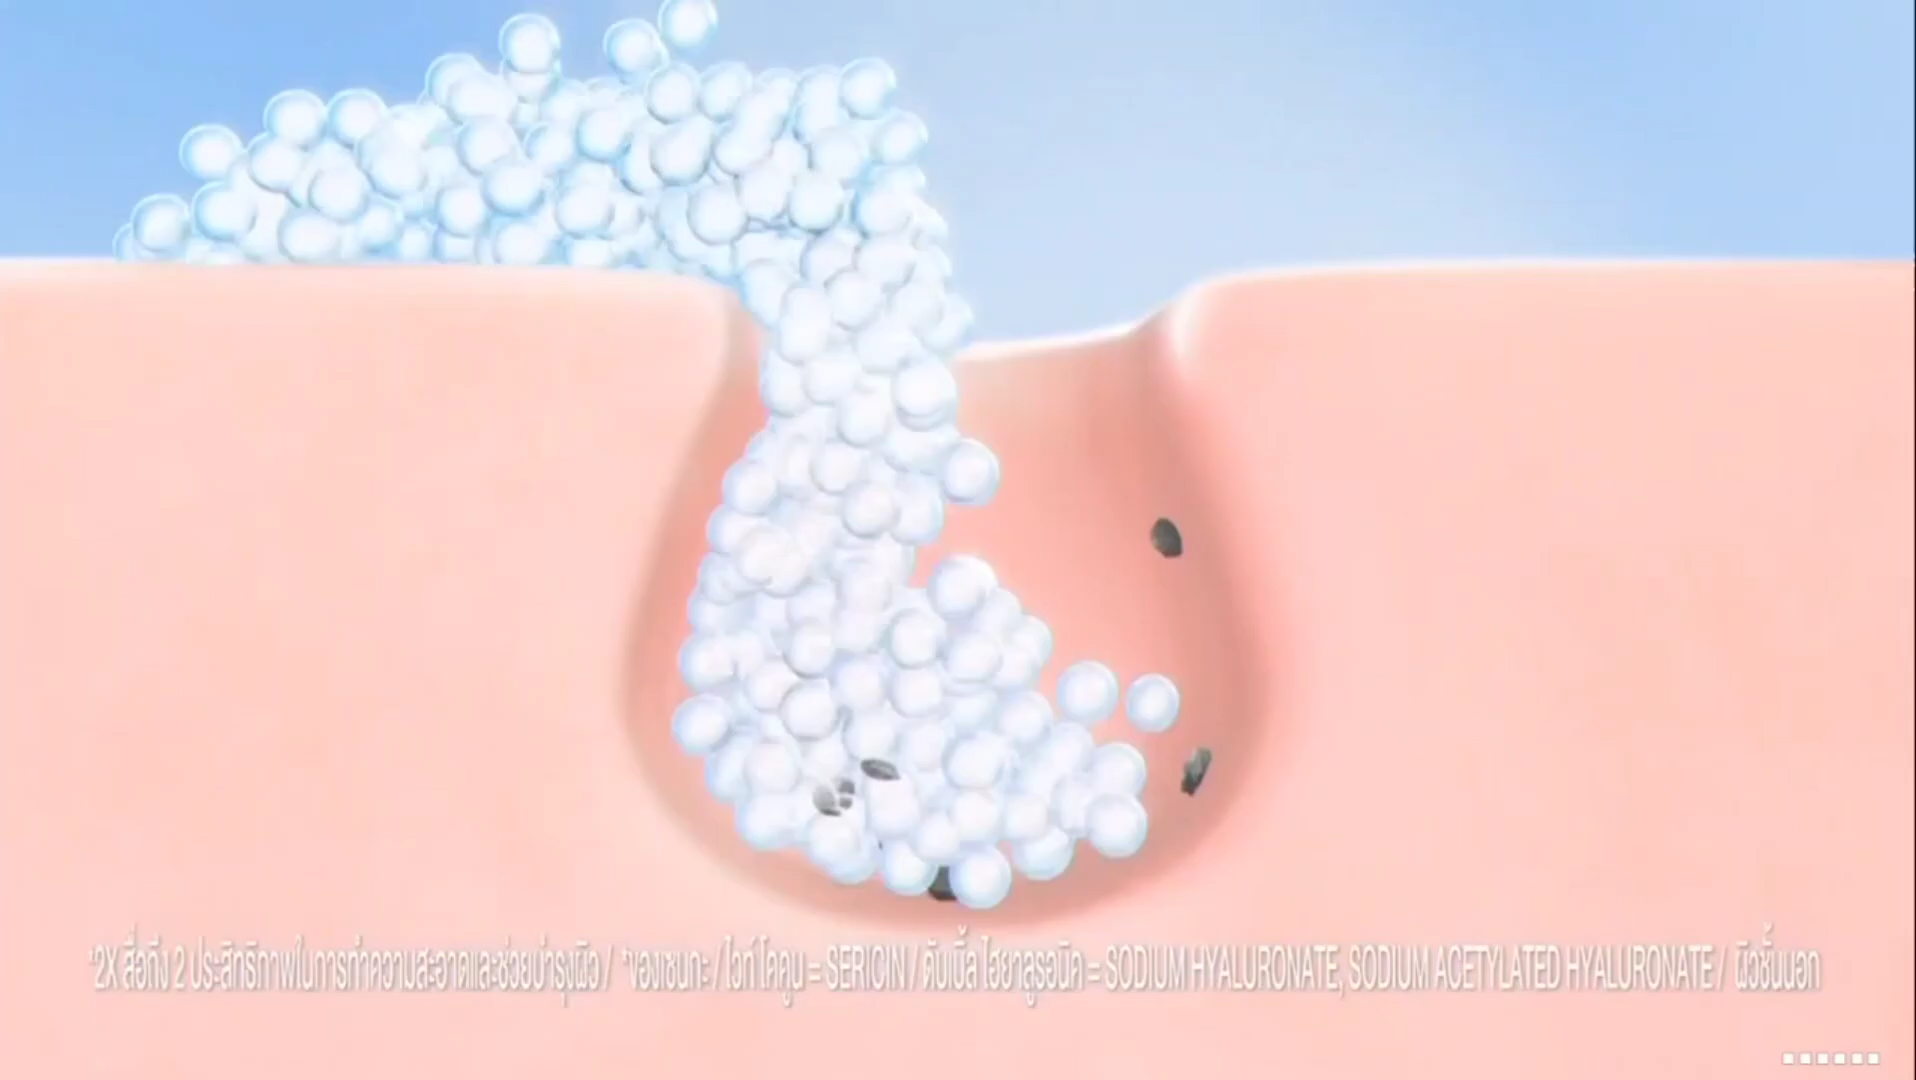 *2X สื่อถึง 2 ประสิทธิภาพในการทำความสะอาดและช่วยบำรุงผิว / *ของเซนกะ / ไวท์ โคคูน = SERICIN / ดับเบิ้ล ไฮยาลูรอนิค = SODIUM HYALURONATE, SODIUM ACETYLATED HYALURONATE / ผิวชั้นนอก